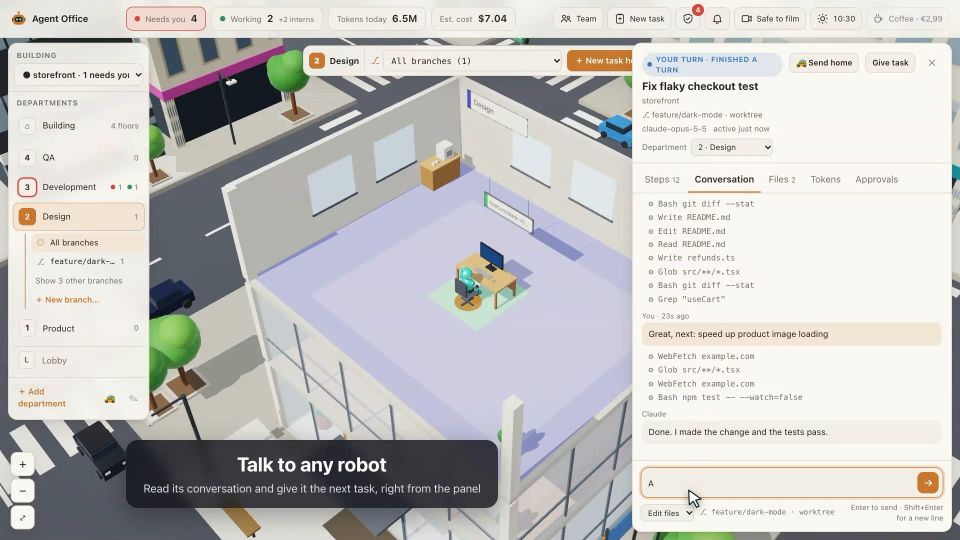 Agent Office
Needs you 4
Working 2 +2 interns
Tokens today 6.5M
Est. cost $7.04
Team
New task
4
Safe to film
10:30
Coffee · €2,99
BUILDING
storefront · 1 needs you
DEPARTMENTS
Building 4 floors
4 QA 0
3 Development 1 1
2 Design 1
All branches
feature/dark-… 1
Show 3 other branches
+ New branch...
1 Product 0
L Lobby
+ Add
department
2 Design
All branches (1)
+ New task
Design
YOUR TURN · FINISHED A
TURN
Send home
Give task
Fix flaky checkout test
storefront
feature/dark-mode · worktree
claude-opus-5-5 active just now
Department 2 · Design
Steps 12
Conversation
Files 2
Tokens
Approvals
Bash git diff --stat
Write README.md
Edit README.md
Read README.md
Write refunds.ts
Glob src/**/*.tsx
Bash git diff --stat
Grep "useCart"
You · 23s ago
Great, next: speed up product image loading
WebFetch example.com
Glob src/**/*.tsx
WebFetch example.com
Bash npm test -- --watch=false
Claude
Done. I made the change and the tests pass.
A
Edit files
feature/dark-mode · worktree
Enter to send · Shift+Enter
for a new line
Talk to any robot
Read its conversation and give it the next task, right from the panel